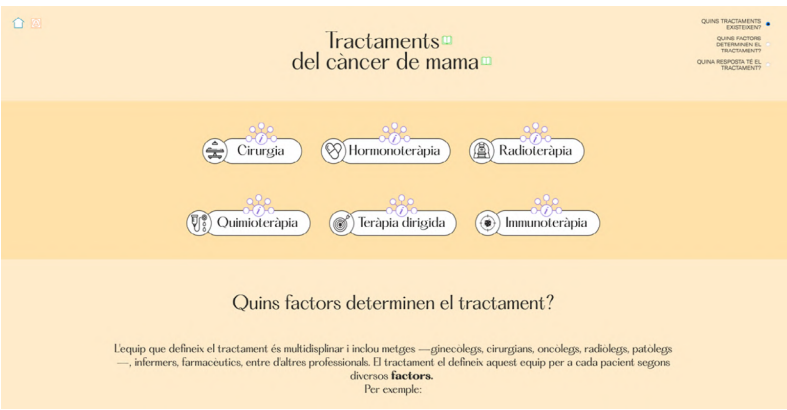 Tractaments
del càncer de mama
QUINS TRACTAMENTS
EXISTEIXEN?
QUINS FACTORS
DETERMINEN EL
TRACTAMENT?
QUINA RESPOSTA TÉ EL
TRACTAMENT?
i
i
i
Cirurgia
Hormonoteràpia
Radioteràpia
i
i
i
Quimioteràpia
Teràpia dirigida
Immunoteràpia
Quins factors determinen el tractament?
L'equip que defineix el tractament és multidisplinar i inclou metges —ginecòlegs, cirurgians, oncòlegs, radiòlegs, patòlegs
—, infermers, farmacèutics, entre d'altres professionals. El tractament el defineix aquest equip per a cada pacient segons
diversos factors.
Per exemple: